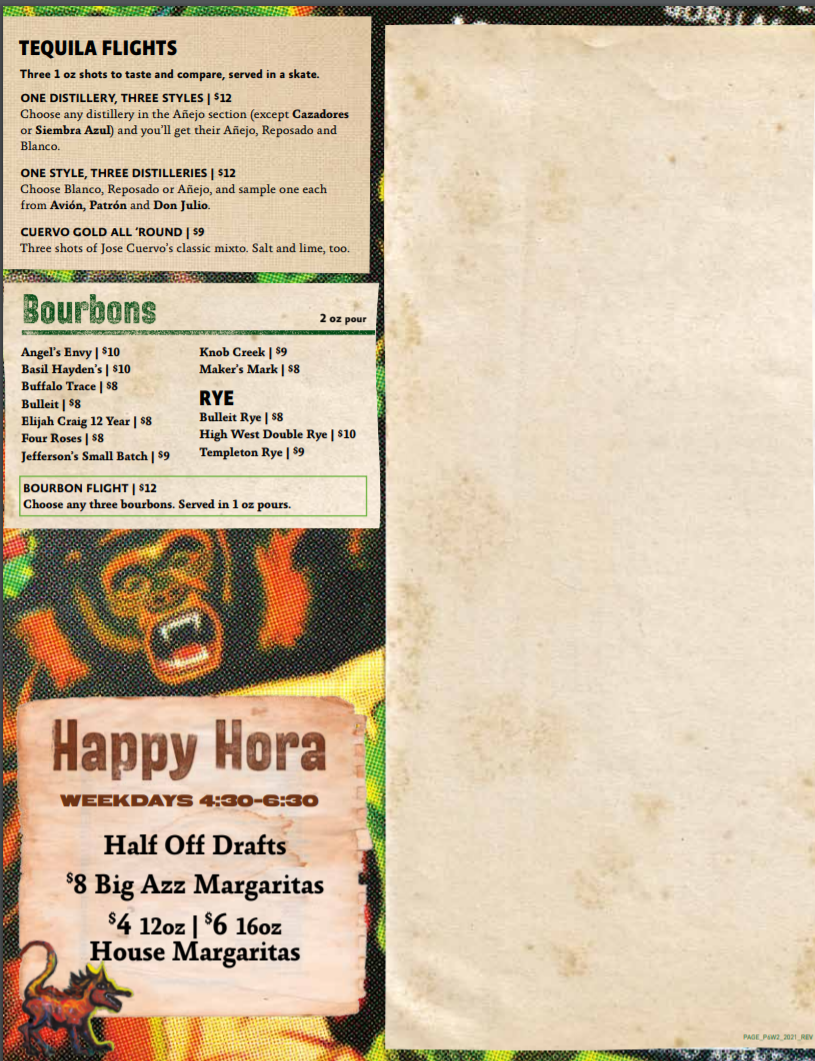 TEQUILA FLIGHTS
Three 1 oz shots to taste and compare, served in a skate.
ONE DISTILLERY, THREE STYLES | $12
Choose any distillery in the Añejo section (except Cazadores
or Siembra Azul) and you'll get their Añejo, Reposado and
Blanco.
ONE STYLE, THREE DISTILLERIES | $12
Choose Blanco, Reposado or Añejo, and sample one each
from Avión, Patrón and Don Julio.
CUERVO GOLD ALL 'ROUND | $9
Three shots of Jose Cuervo's classic mixto. Salt and lime, too.
Bourbons
2 oz pour
Angel's Envy | $10
Basil Hayden's | $10
Buffalo Trace | $8
Bulleit | $8
Elijah Craig 12 Year | $8
Four Roses | $8
Jefferson's Small Batch | $9
Knob Creek | $9
Maker's Mark | $8
RYE
Bulleit Rye | $8
High West Double Rye | $10
Templeton Rye | $9
BOURBON FLIGHT | $12
Choose any three bourbons. Served in 1 oz pours.
Happy Hora
WEEKDAYS 4:30-6:30
Half Off Drafts
$8 Big Azz Margaritas
$4 12oz | $6 16oz
House Margaritas
PAGE_P6W2_2021_REV